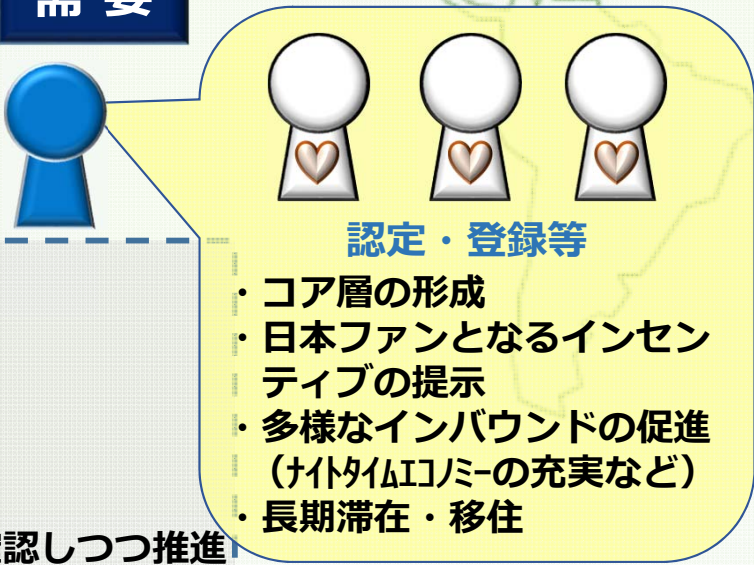 需要
認定・登録等
・コア層の形成
・日本ファンとなるインセン
ティブの提示
・多様なインバウンドの促進
（ﾅｲﾄﾀｲﾑｴｺﾉﾐｰの充実など）
・長期滞在・移住
認しつつ推進